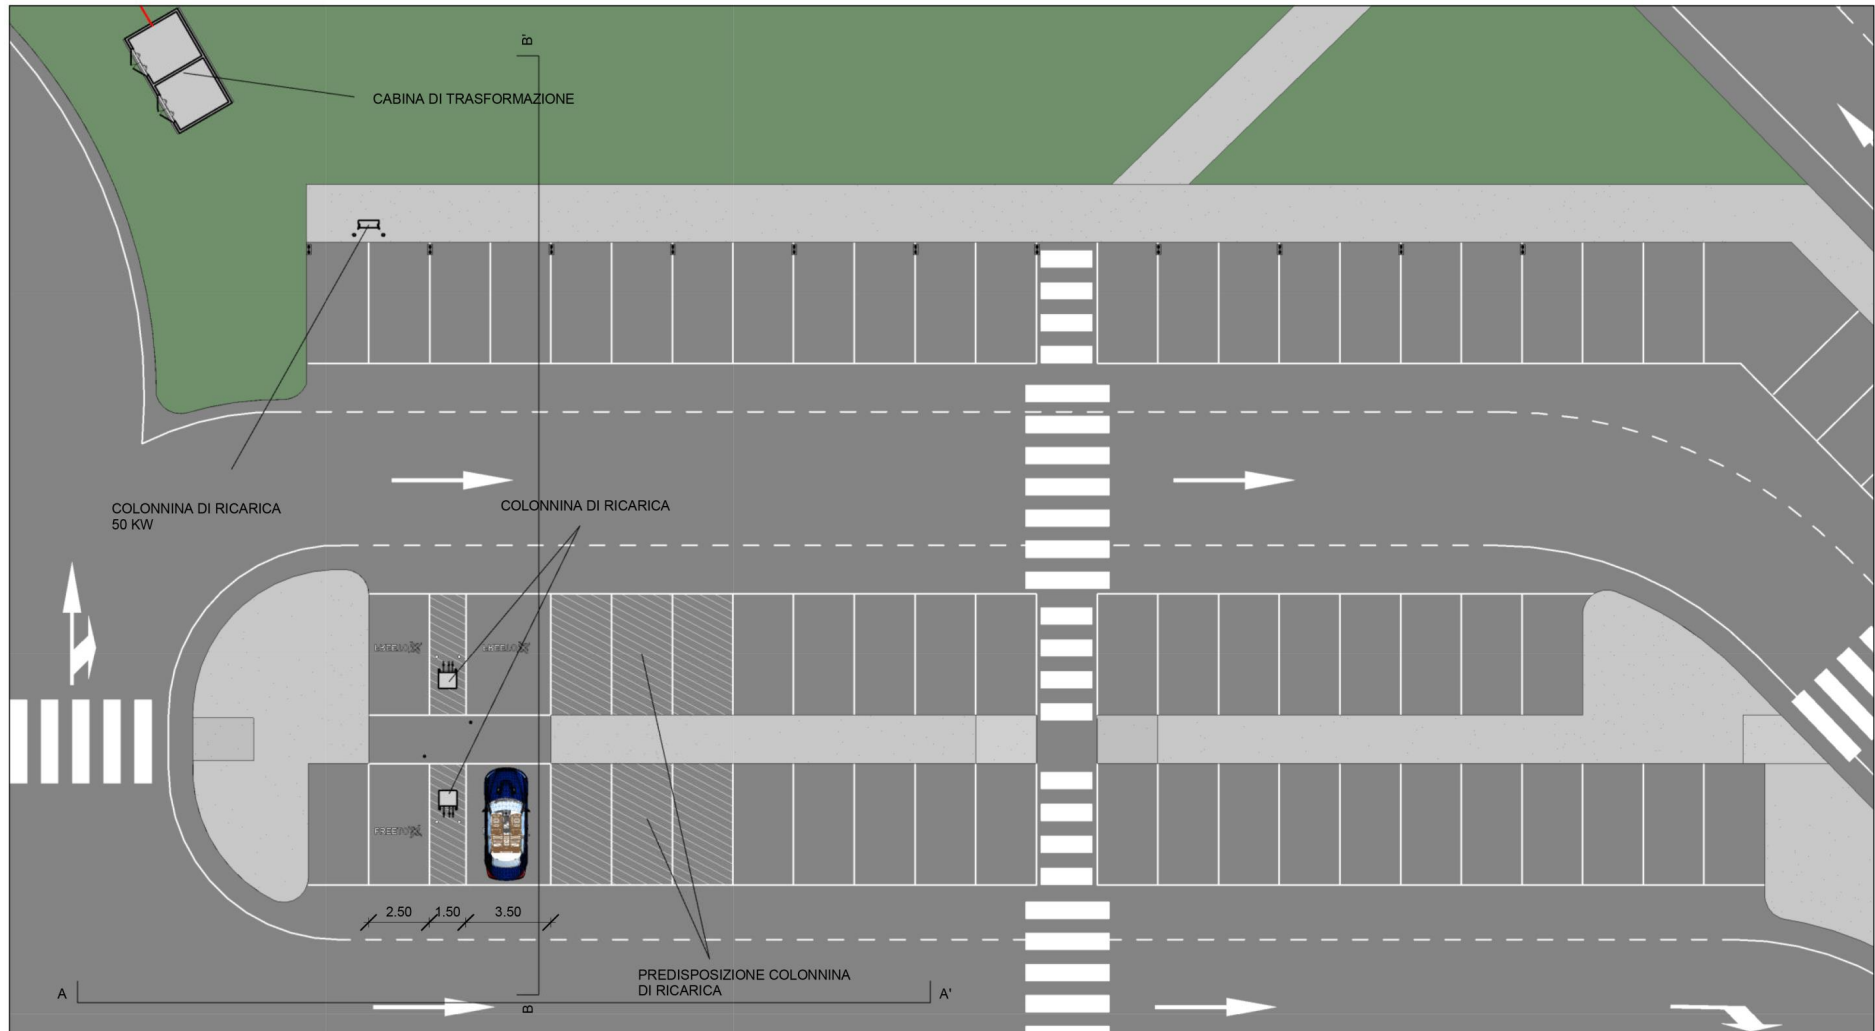 B'
CABINA DI TRASFORMAZIONE
COLONNINA DI RICARICA
50 KW
COLONNINA DI RICARICA
FREETO
2.50
1.50
3.50
PREDISPOSIZIONE COLONNINA
DI RICARICA
A
A'
B